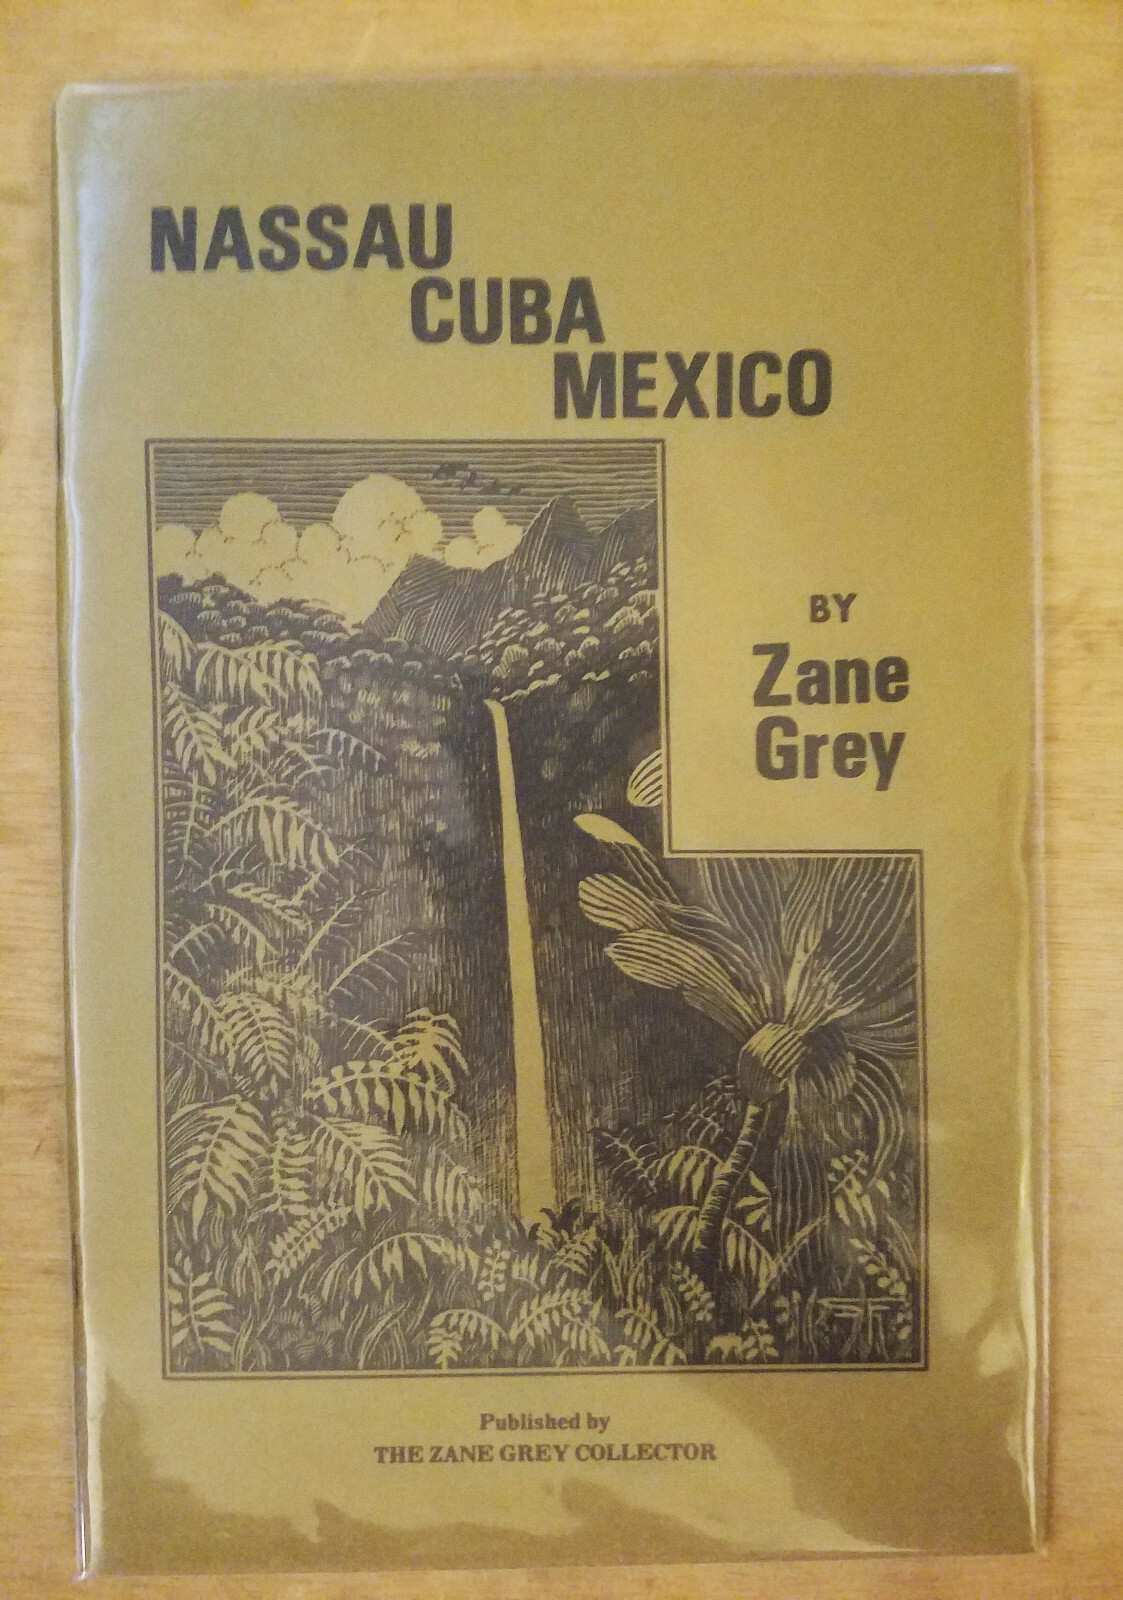 NASSAU
CUBA
MEXICO
BY
Zane
Grey
Published by
THE ZANE GREY COLLECTOR